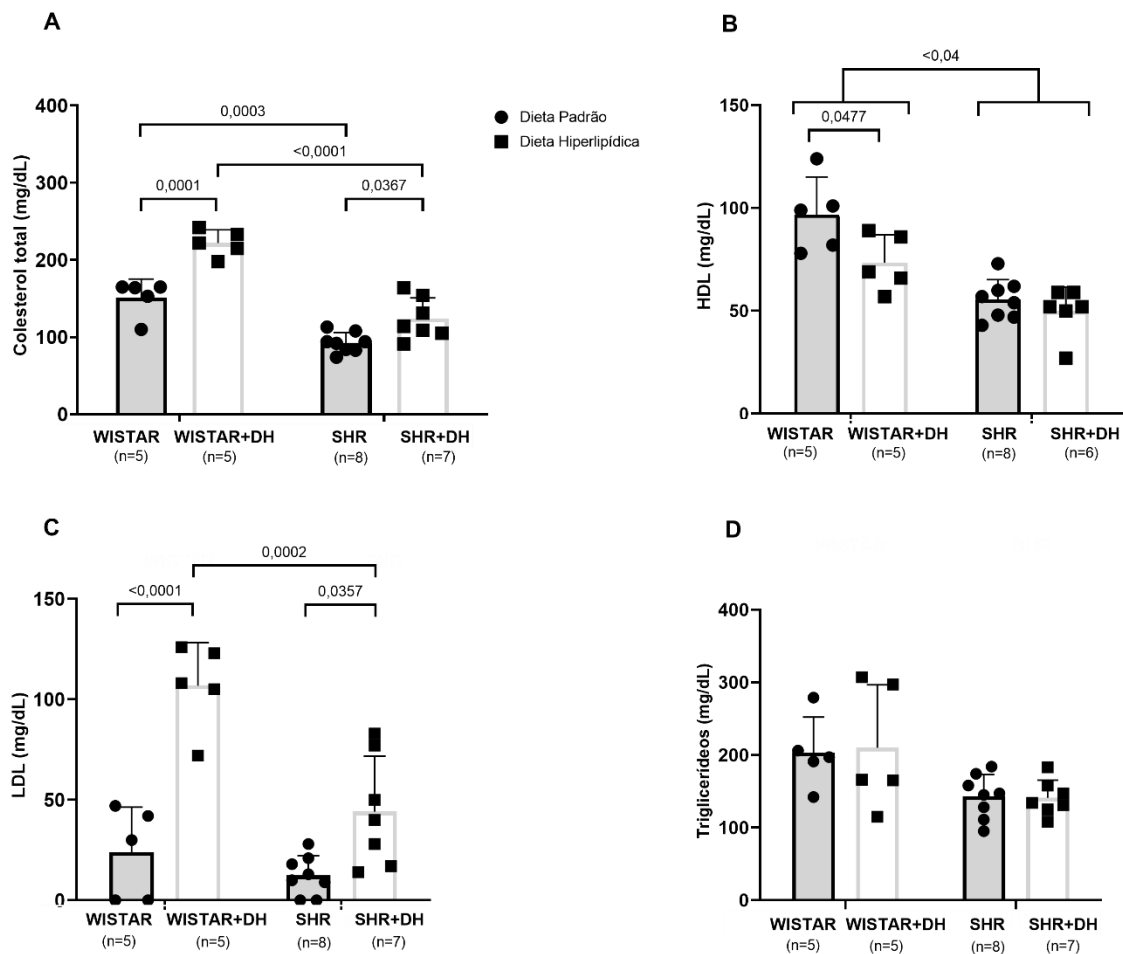 A
Colesterol total (mg/dL)
400
300
200
100
0
0,0003
<0,0001
0,0001
0,0367
WISTAR WISTAR+DH SHR SHR+DH
(n=5) (n=5) (n=8) (n=7)
Dieta Padrão
Dieta Hiperlipídica
B
HDL (mg/dL)
<0,04
0,0477
150
100
50
0
WISTAR WISTAR+DH SHR SHR+DH
(n=5) (n=5) (n=8) (n=6)
C
LDL (mg/dL)
0,0002
<0,0001
0,0357
150
100
50
0
WISTAR WISTAR+DH SHR SHR+DH
(n=5) (n=5) (n=8) (n=7)
D
Triglicerídeos (mg/dL)
400
300
200
100
0
WISTAR WISTAR+DH SHR SHR+DH
(n=5) (n=5) (n=8) (n=7)